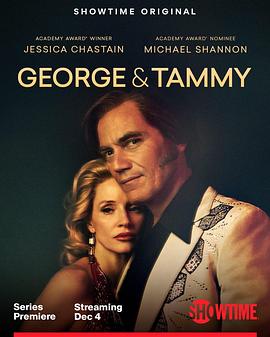 SHOWTIME ORIGINAL
ACADEMY AWARD® WINNER ACADEMY AWARD® NOMINEE
JESSICA CHASTAIN MICHAEL SHANNON
GEORGE & TAMMY
Series Streaming
Premiere Dec 4
SHOWTIME